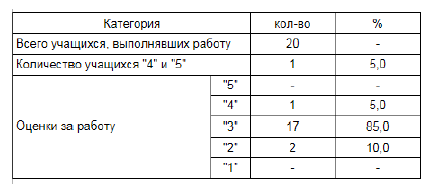 Категория кол-во %
Всего учащихся, выполнявших работу 20 -
Количество учащихся "4" и "5" 1 5,0
"5" - -
"4" 1 5,0
Оценки за работу "3" 17 85,0
"2" 2 10,0
"1" - -